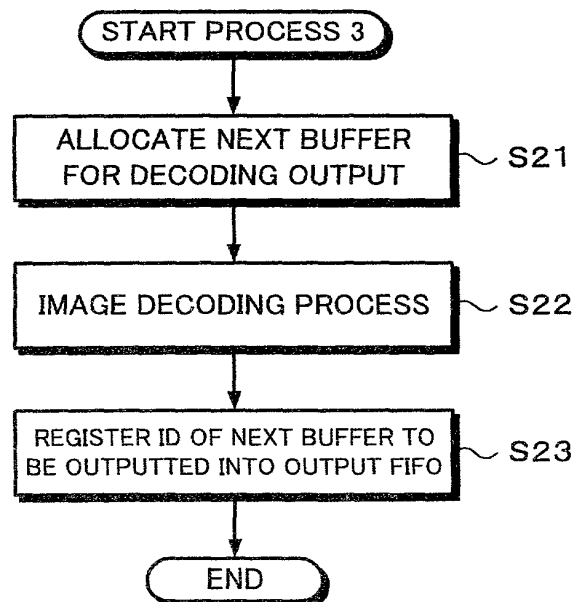 START PROCESS 3
ALLOCATE NEXT BUFFER
FOR DECODING OUTPUT
S21
IMAGE DECODING PROCESS
S22
REGISTER ID OF NEXT BUFFER TO
BE OUTPUTTED INTO OUTPUT FIFO
S23
END